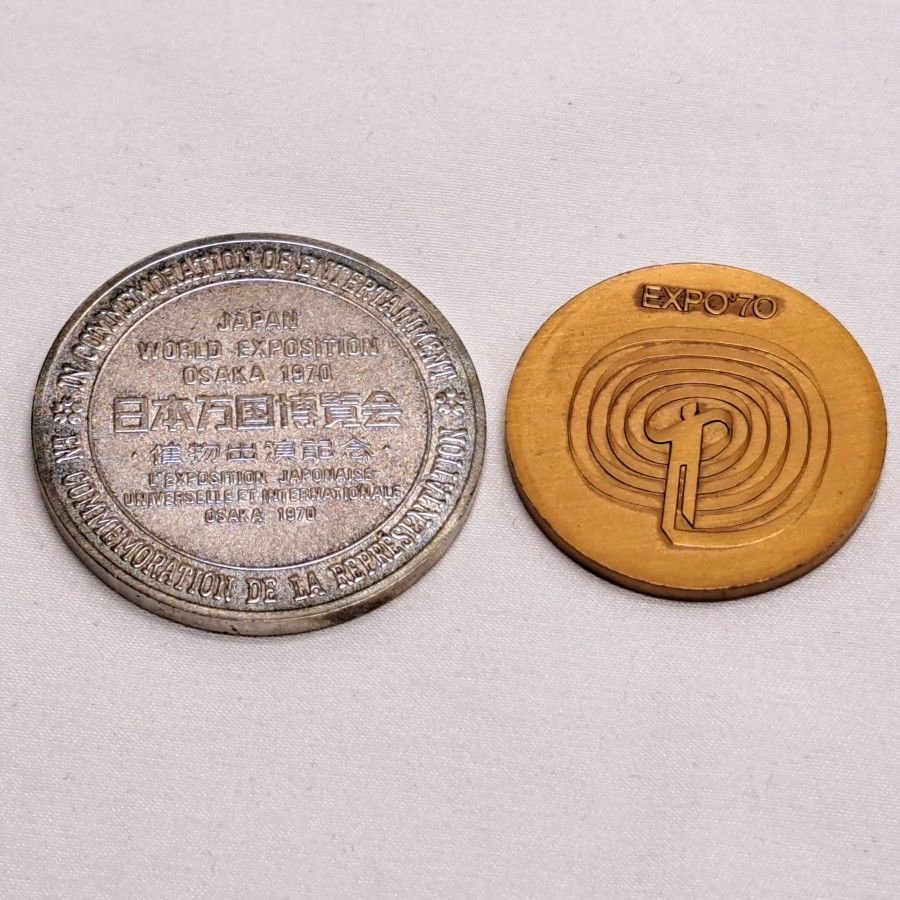 IN COMMEMORATION OF ENTERTAINMENT
JAPAN
WORLD EXPOSITION
OSAKA 1970
日本万国博覧会
・催物出演記念・
L'EXPOSITION JAPONAISE
UNIVERSELLE ET INTERNATIONALE
OSAKA 1970
EN COMMEMORATION DE LA REPRESENTATION
EXPO'70